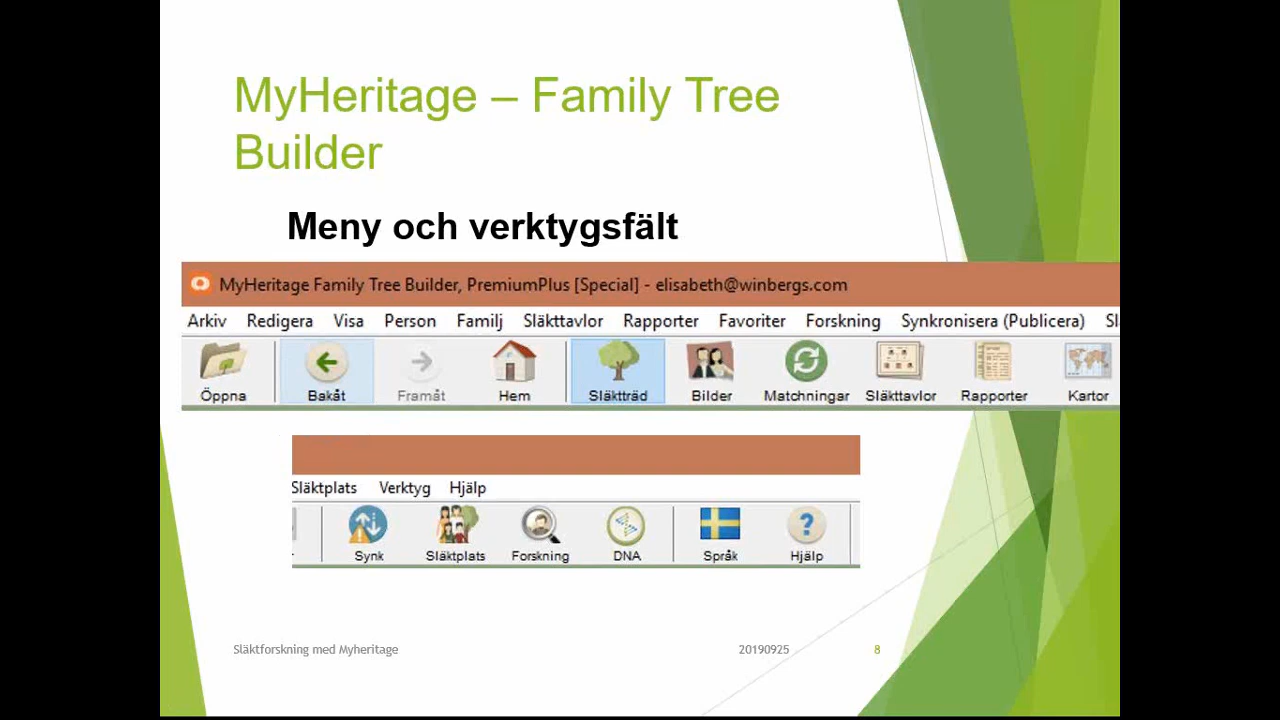 MyHeritage – Family Tree
Builder
Meny och verktygsfält
MyHeritage Family Tree Builder, PremiumPlus [Special] - elisabeth@winbergs.com
Arkiv Redigera Visa Person Familj Släkttavlor Rapporter Favoriter Forskning Synkronisera (Publicera) Sl
Öppna Bakåt Framåt Hem Släktträd Bilder Matchningar Släkttavlor Rapporter Kartor
Släktplats Verktyg Hjälp
Synk Släktplats Forskning DNA Språk Hjälp
Släktforskning med Myheritage 20190925 8